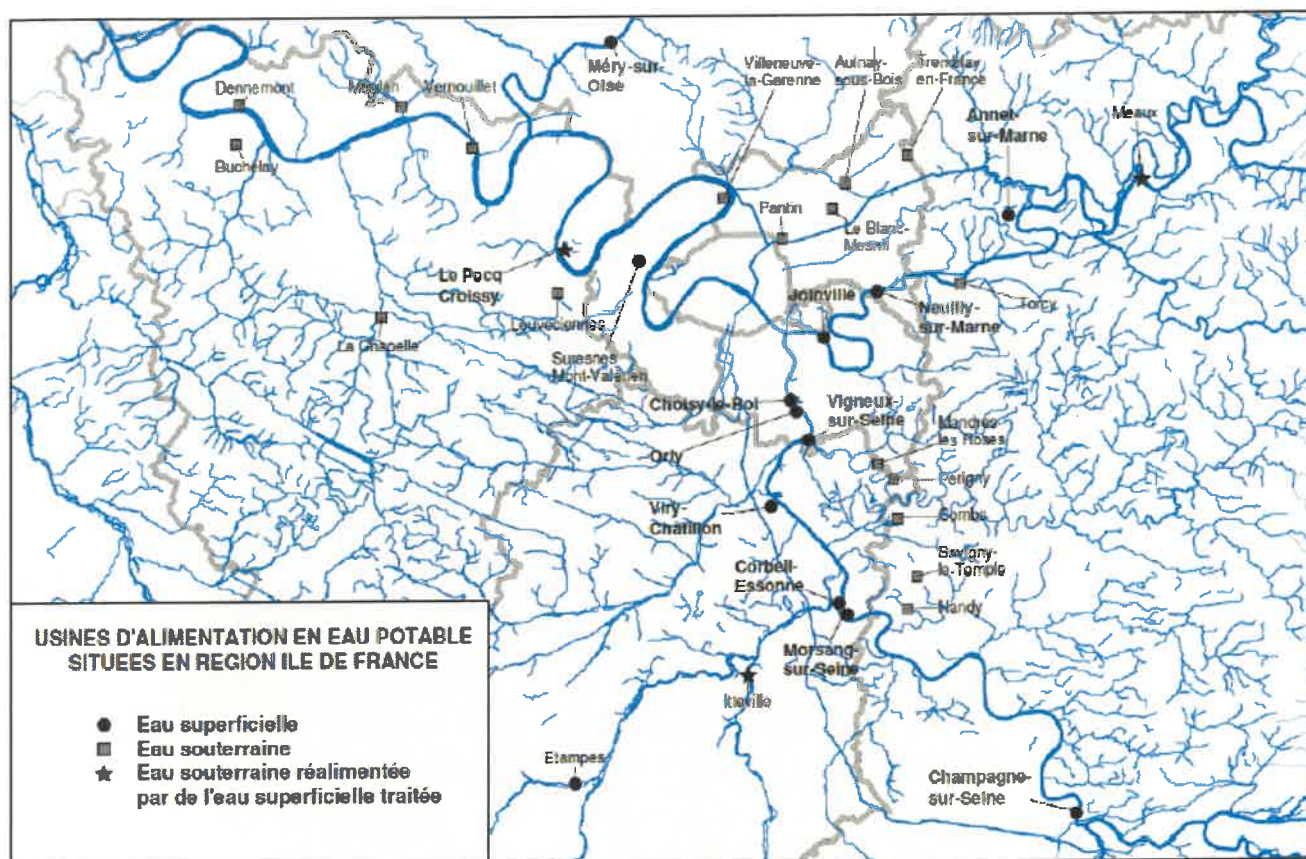 Méry-sur-
Oise
Villeneuve-
la-Garenne
Aulnay-
sous-Bois
Tremblay
en-France
Annet-
sur-Marne
Meaux
Dennemont
Meulan
Vernouillet
Buchelay
Pantin
Le Blanc-
Mesnil
Le Pecq
Croissy
Louveciennes
La Chapelle
Suresnes
Mont-Valérien
Joinville
Neuilly-
sur-Marne
Torcy
Choisy-le-Roi
Vigneux-
sur-Seine
Orly
Mandres-
les Roses
Périgny
Viry-
Chatillon
Combs
Savigny-
le-Temple
Corbeil-
Essonne
Nandy
Morsang-
sur-Seine
Itteville
Etampes
Champagne-
sur-Seine
USINES D'ALIMENTATION EN EAU POTABLE
SITUEES EN REGION ILE DE FRANCE
Eau superficielle
Eau souterraine
Eau souterraine réalimentée
par de l'eau superficielle traitée